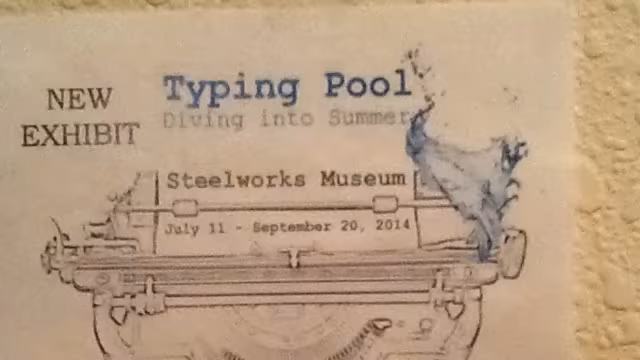 NEW
EXHIBIT
Typing Pool
Diving into Summer
Steelworks Museum
July 11 - September 20, 2014